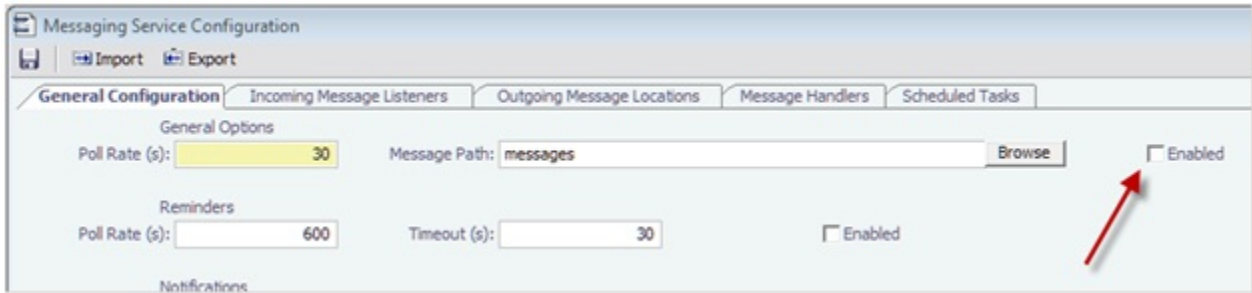 Messaging Service Configuration
Import Export
General Configuration Incoming Message Listeners Outgoing Message Locations Message Handlers Scheduled Tasks
General Options
Poll Rate (s): 30 Message Path: messages Browse Enabled
Reminders
Poll Rate (s): 600 Timeout (s): 30 Enabled
Notifications